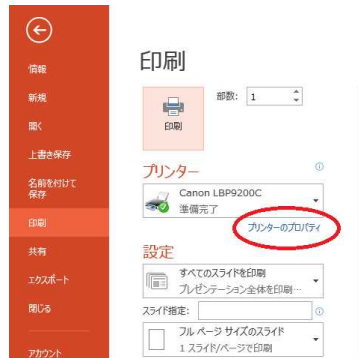 情報
新規
開く
上書き保存
名前を付けて
保存
印刷
共有
エクスポート
閉じる
アカウント
印刷
部数: 1
印刷
プリンター
Canon LBP9200C
準備完了
プリンターのプロパティ
設定
すべてのスライドを印刷
プレゼンテーション全体を印刷…
スライド指定:
フル ページ サイズのスライド
1 スライド/ページで印刷